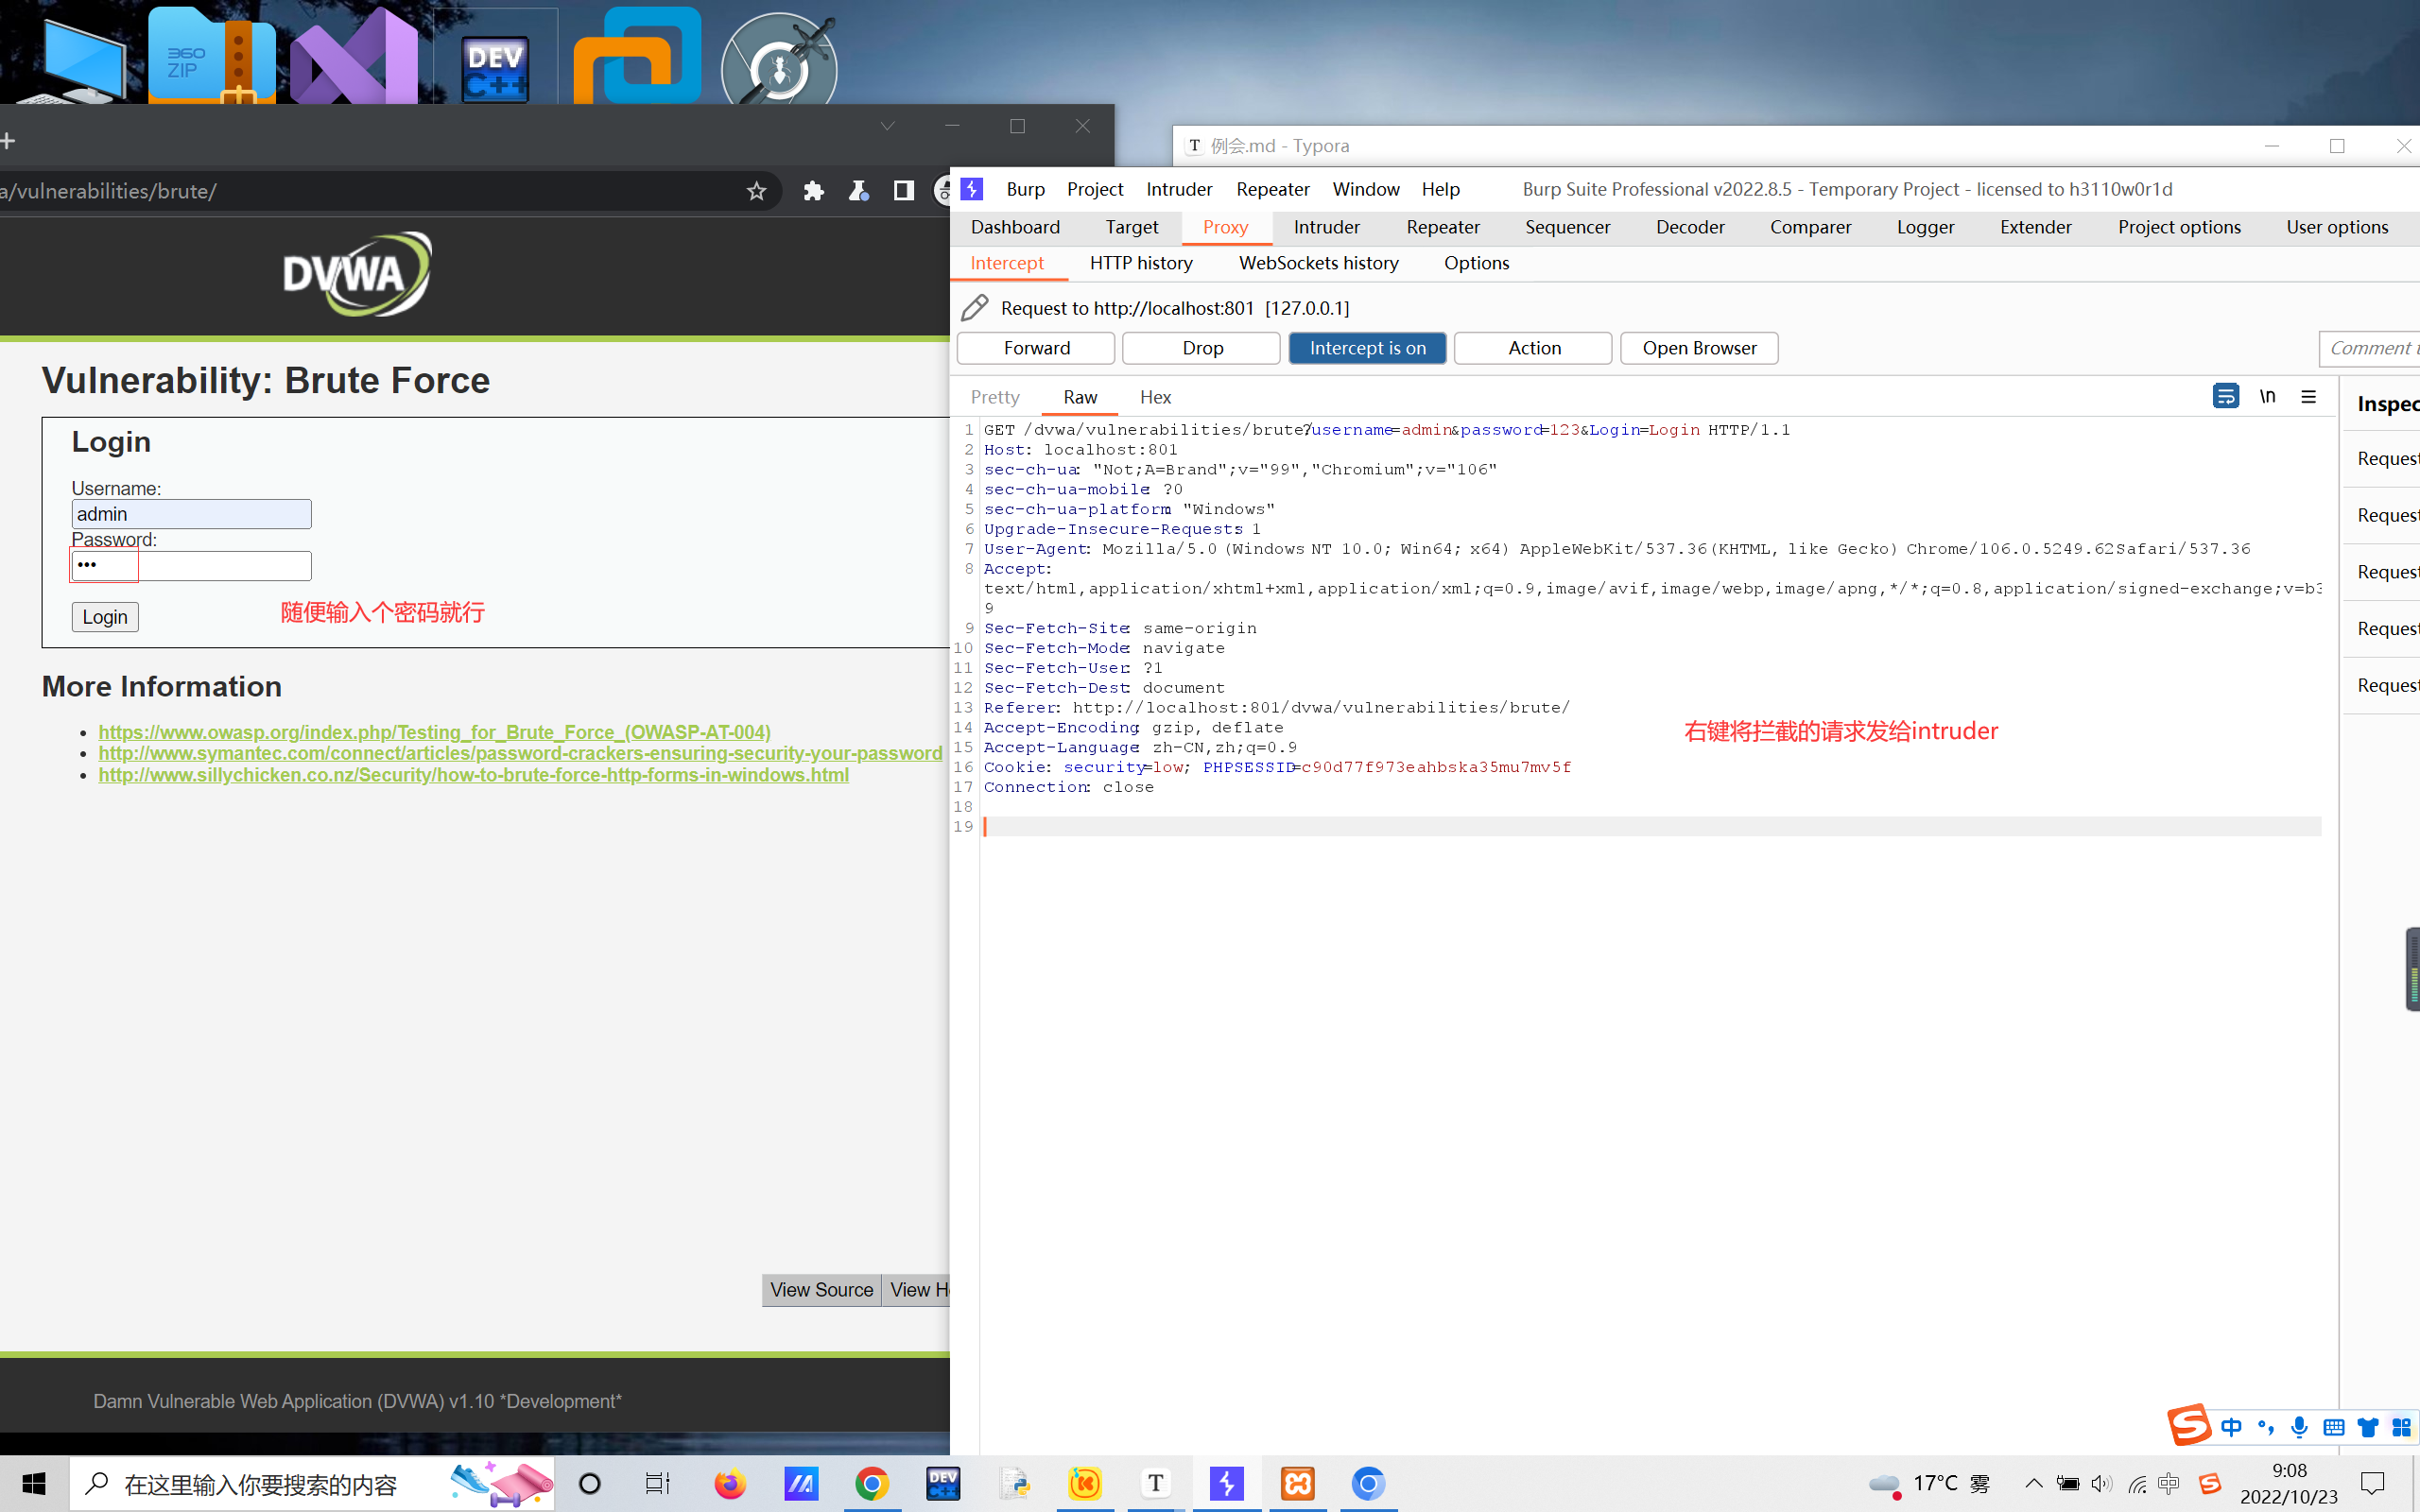 360
ZIP
DEV
C++
例会.md - Typora
a/vulnerabilities/brute/
Burp Project Intruder Repeater Window Help Burp Suite Professional v2022.8.5 - Temporary Project - licensed to h3110w0r1d
Dashboard Target Proxy Intruder Repeater Sequencer Decoder Comparer Logger Extender Project options User options
Intercept HTTP history WebSockets history Options
Request to http://localhost:801 [127.0.0.1]
Forward Drop Intercept is on Action Open Browser Comment t
Pretty Raw Hex \n
Inspec
Request
Request
Request
Request
Request
1 GET /dvwa/vulnerabilities/brute/?username=admin&password=123&Login=Login HTTP/1.1
2 Host: localhost:801
3 sec-ch-ua: "Not;A=Brand";v="99","Chromium";v="106"
4 sec-ch-ua-mobile: ?0
5 sec-ch-ua-platform: "Windows"
6 Upgrade-Insecure-Requests: 1
7 User-Agent: Mozilla/5.0 (Windows NT 10.0; Win64; x64) AppleWebKit/537.36(KHTML, like Gecko) Chrome/106.0.5249.62Safari/537.36
8 Accept:
text/html,application/xhtml+xml,application/xml;q=0.9,image/avif,image/webp,image/apng,*/*;q=0.8,application/signed-exchange;v=b3
9
9 Sec-Fetch-Site: same-origin
10 Sec-Fetch-Mode: navigate
11 Sec-Fetch-User: ?1
12 Sec-Fetch-Dest: document
13 Referer: http://localhost:801/dvwa/vulnerabilities/brute/
14 Accept-Encoding: gzip, deflate
15 Accept-Language: zh-CN,zh;q=0.9
16 Cookie: security=low; PHPSESSID=c90d77f973eahbska35mu7mv5f
17 Connection: close
18
19
右键将拦截的请求发给intruder
DVWA
Vulnerability: Brute Force
Login
Username:
admin
Password:
•••
Login
随便输入个密码就行
More Information
https://www.owasp.org/index.php/Testing_for_Brute_Force_(OWASP-AT-004)
http://www.symantec.com/connect/articles/password-crackers-ensuring-security-your-password
http://www.sillychicken.co.nz/Security/how-to-brute-force-http-forms-in-windows.html
View Source View H
Damn Vulnerable Web Application (DVWA) v1.10 *Development*
中
在这里输入你要搜索的内容
DEV
C++
T
17°C 雾
中
9:08
2022/10/23